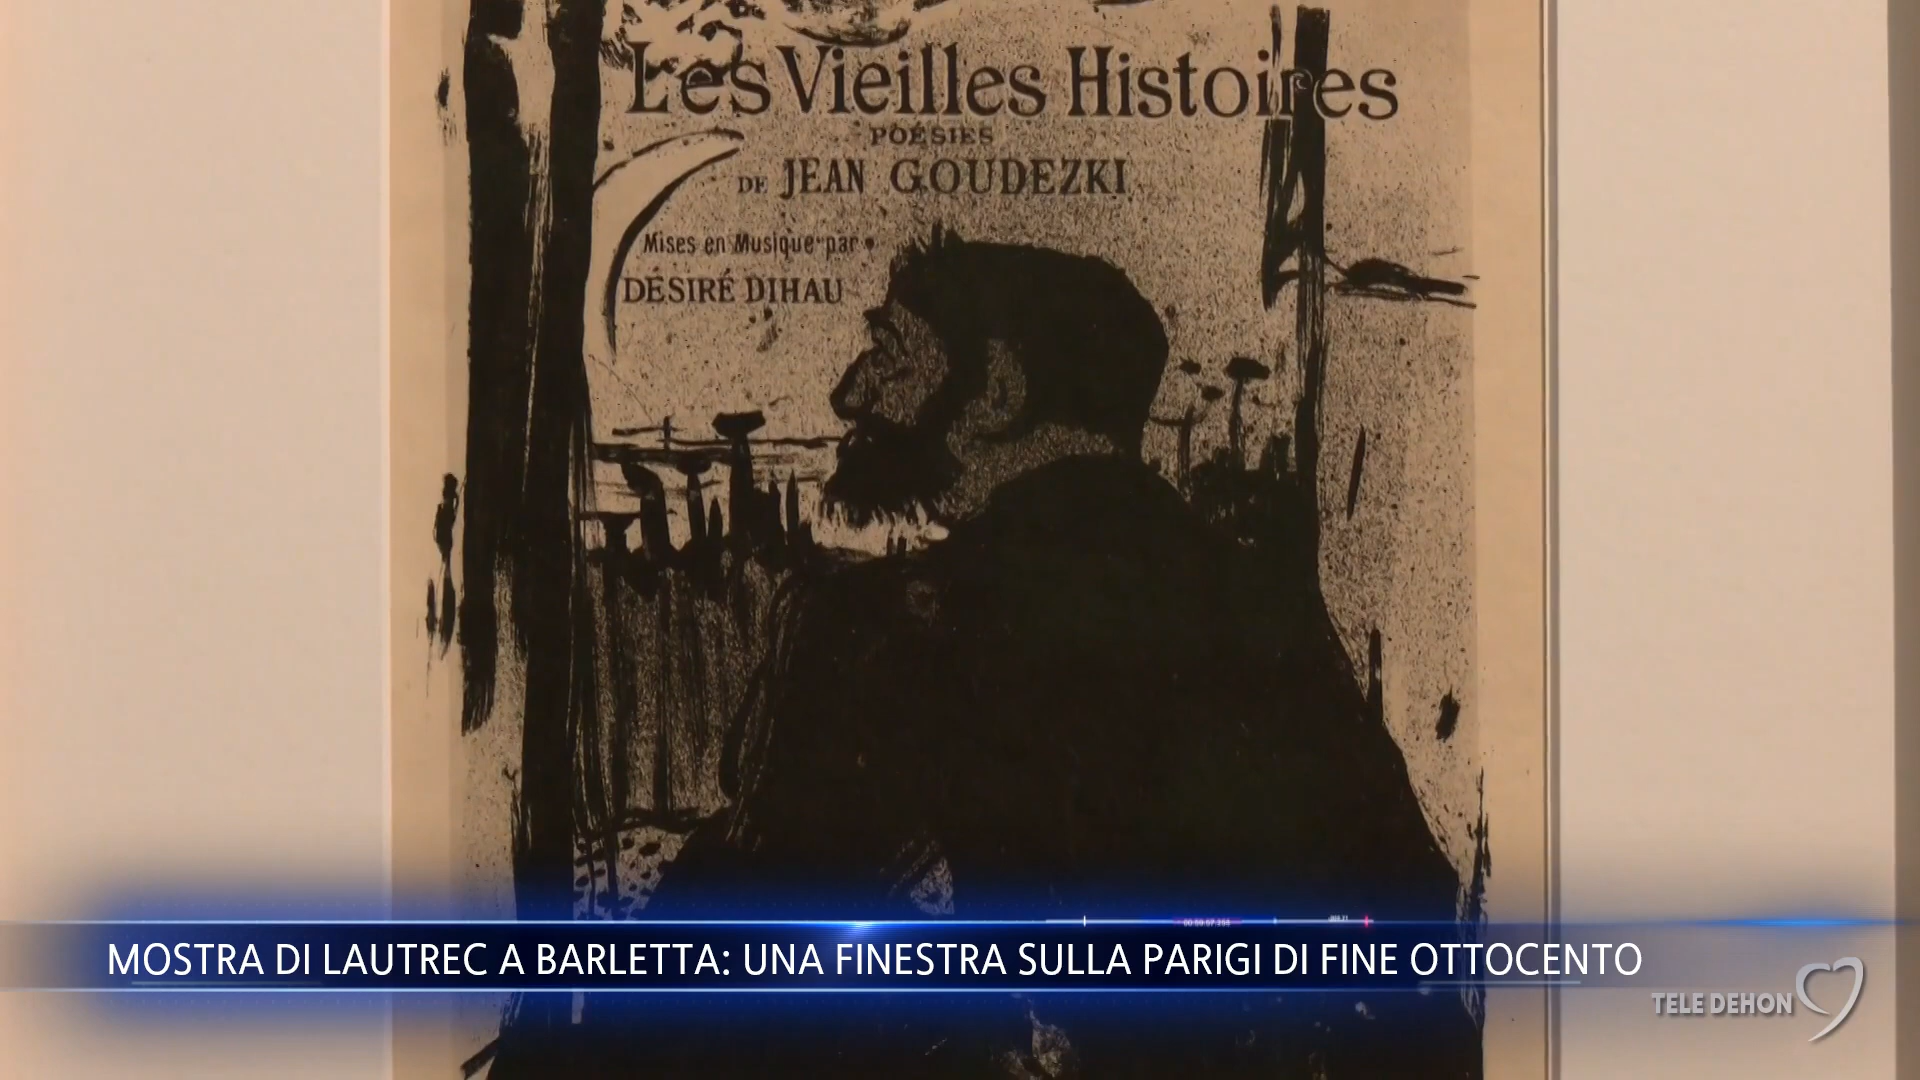 Les Vieilles Histoires
POÉSIES
DE JEAN GOUDEZKI
Mises en Musique par
DÉSIRÉ DIHAU
MOSTRA DI LAUTREC A BARLETTA: UNA FINESTRA SULLA PARIGI DI FINE OTTOCENTO
TELE DEHON